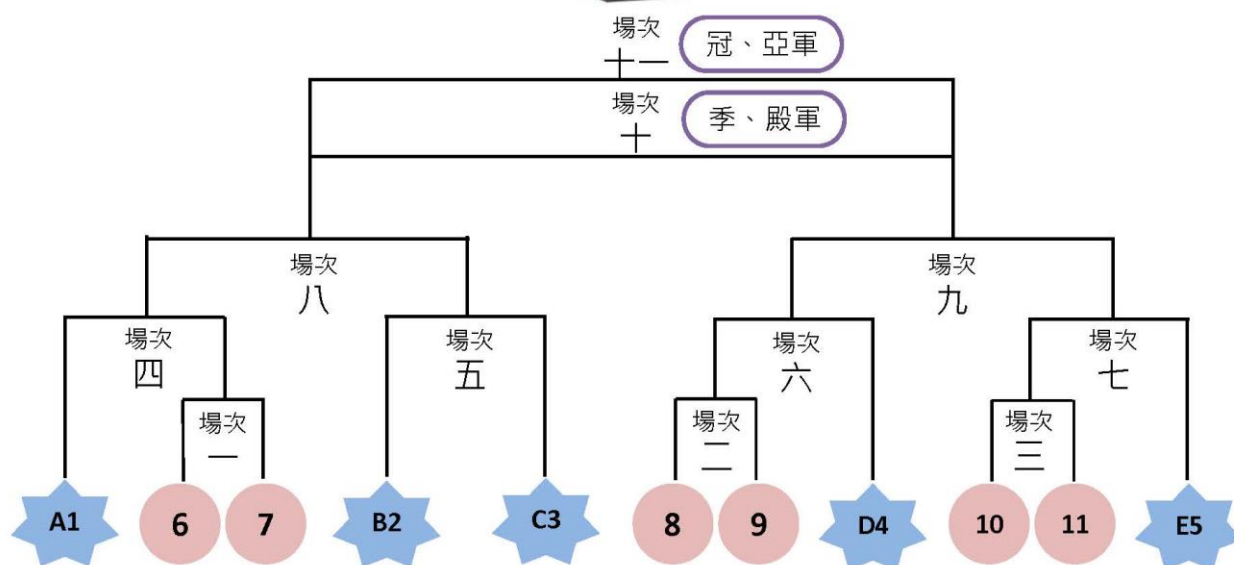 場次
十一
冠、亞軍
場次
十
季、殿軍
場次
八
場次
九
場次
四
場次
五
場次
六
場次
七
場次
一
場次
二
場次
三
A1
6
7
B2
C3
8
9
D4
10
11
E5